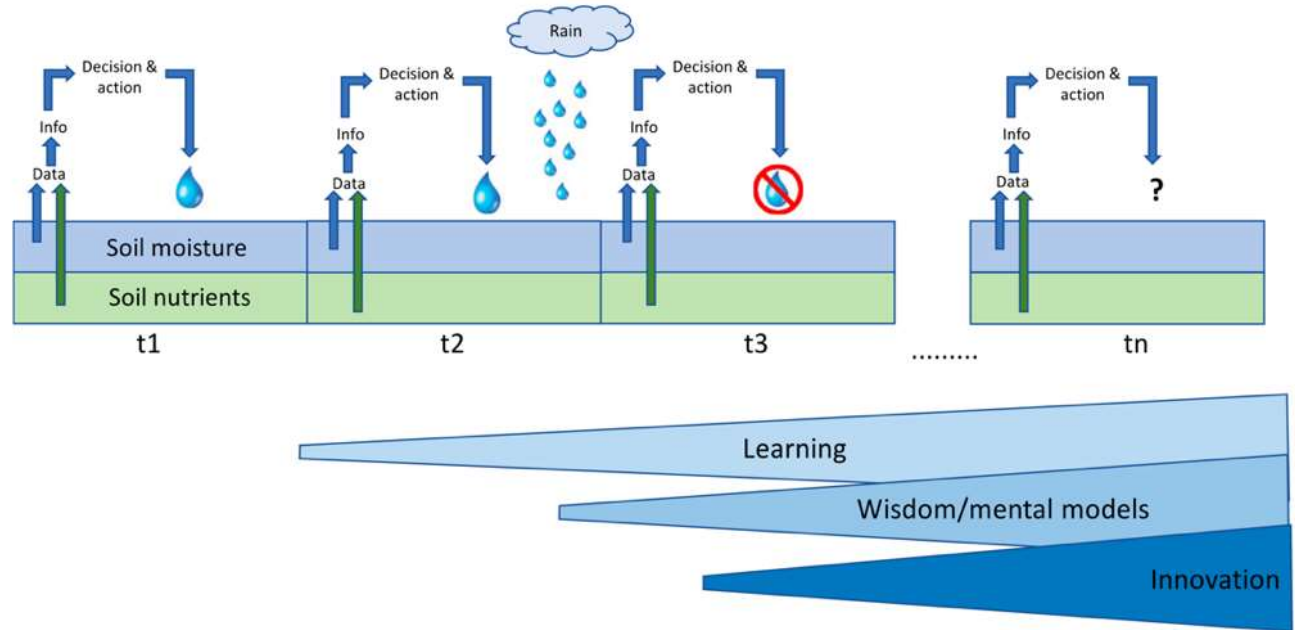 Rain
Decision &
action
Decision &
action
Decision &
action
Decision &
action
Info
Info
Info
Info
Data
Data
Data
Data
?
Soil moisture
Soil nutrients
t1
t2
t3
.........
tn
Learning
Wisdom/mental models
Innovation